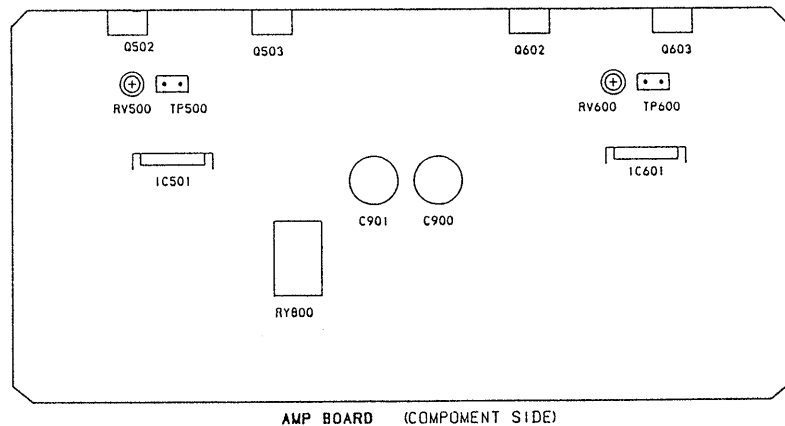 Q502 Q503 Q602 Q603
RV500 TP500 RV600 TP600
IC501 IC601
C901 C900
RY800
AMP BOARD (COMPOMENT SIDE)